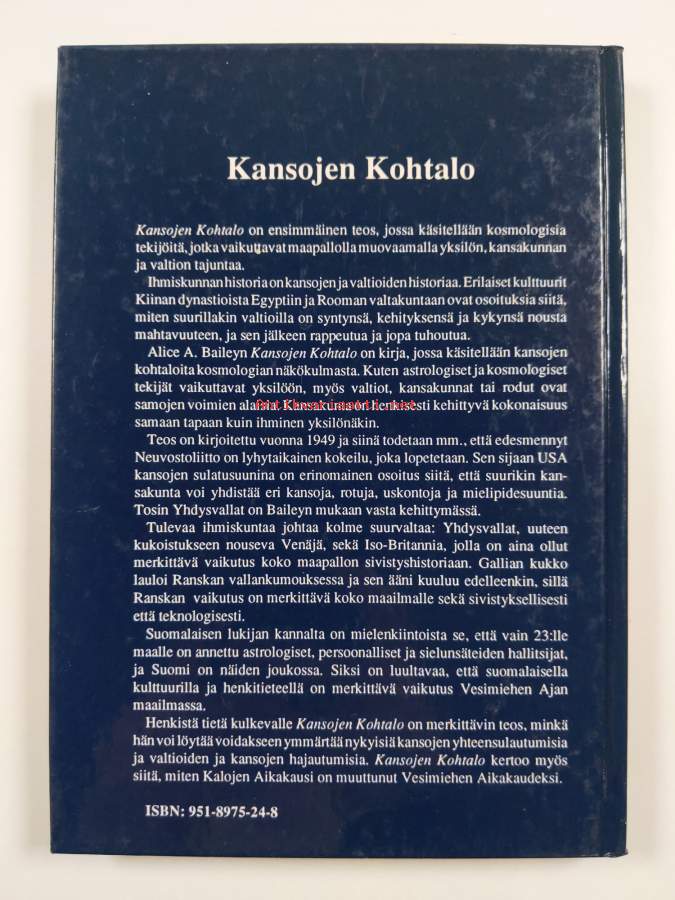 Kansojen Kohtalo
Kansojen Kohtalo on ensimmäinen teos, jossa käsitellään kosmologisia
tekijöitä, jotka vaikuttavat maapallolla muovaamalla yksilön, kansakunnan
ja valtion tajuntaa.
Ihmiskunnan historia on kansojen ja valtioiden historiaa. Erilaiset kulttuurit
Kiinan dynastioista Egyptiin ja Rooman valtakuntaan ovat osoituksia siitä,
miten suurillakin valtioilla on syntynsä, kehityksensä ja kykynsä nousta
mahtavuuteen, ja sen jälkeen rappeutua ja jopa tuhoutua.
Alice A. Baileyn Kansojen Kohtalo on kirja, jossa käsitellään kansojen
kohtaloita kosmologian näkökulmasta. Kuten astrologiset ja kosmologiset
tekijät vaikuttavat yksilöön, myös valtiot, kansakunnat tai rodut ovat
samojen voimien alaisia. Kansakunta on henkisesti kehittyvä kokonaisuus
samaan tapaan kuin ihminen yksilönäkin.
Teos on kirjoitettu vuonna 1949 ja siinä todetaan mm., että edesmennyt
Neuvostoliitto on lyhytaikainen kokeilu, joka lopetetaan. Sen sijaan USA
kansojen sulatusuunina on erinomainen osoitus siitä, että suurikin kan-
sakunta voi yhdistää eri kansoja, rotuja, uskontoja ja mielipidesuuntia.
Tosin Yhdysvallat on Baileyn mukaan vasta kehittymässä.
Tulevaa ihmiskuntaa johtaa kolme suurvaltaa: Yhdysvallat, uuteen
kukoistukseen nouseva Venäjä, sekä Iso-Britannia, jolla on aina ollut
merkittävä vaikutus koko maapallon sivistyshistoriaan. Gallian kukko
lauloi Ranskan vallankumouksessa ja sen ääni kuuluu edelleenkin, sillä
Ranskan vaikutus on merkittävä koko maailmalle sekä sivistyksellisesti
että teknologisesti.
Suomalaisen lukijan kannalta on mielenkiintoista se, että vain 23:lle
maalle on annettu astrologiset, persoonalliset ja sielunsäteiden hallitsijat,
ja Suomi on näiden joukossa. Siksi on luultavaa, että suomalaisella
kulttuurilla ja henkitieteellä on merkittävä vaikutus Vesimiehen Ajan
maailmassa.
Henkistä tietä kulkevalle Kansojen Kohtalo on merkittävin teos, minkä
hän voi löytää voidakseen ymmärtää nykyisiä kansojen yhteensulautumisia
ja valtioiden ja kansojen hajautumisia. Kansojen Kohtalo kertoo myös
siitä, miten Kalojen Aikakausi on muuttunut Vesimiehen Aikakaudeksi.
ISBN: 951-8975-24-8